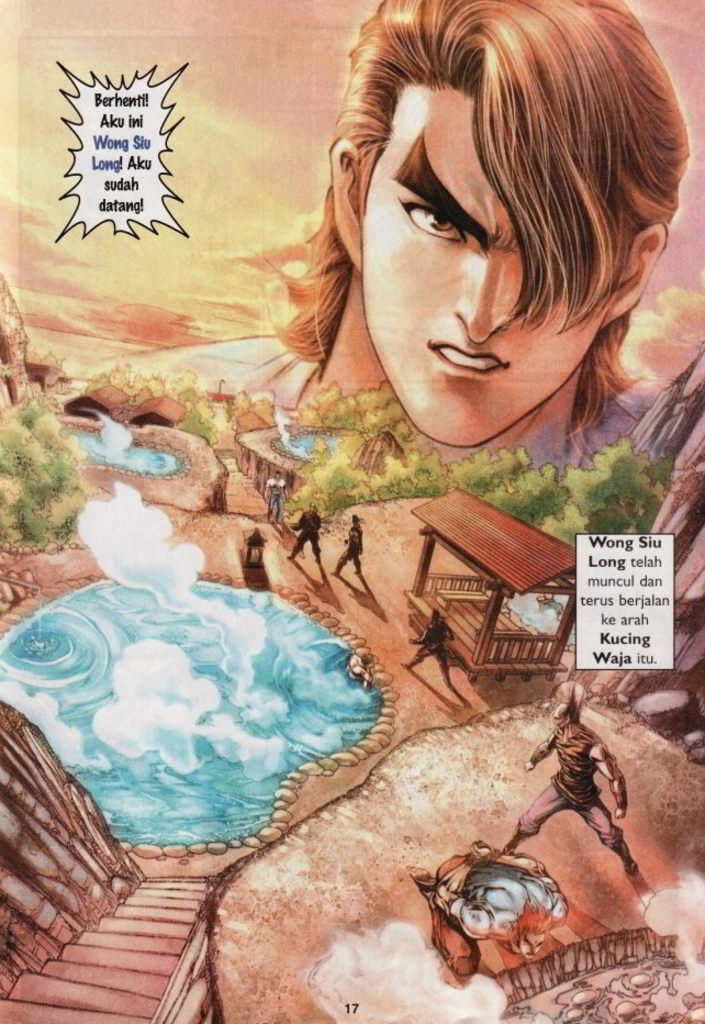 Berhenti!
Aku ini
Wong Siu
Long! Aku
sudah
datang!
Wong Siu
Long telah
muncul dan
terus berjalan
ke arah
Kucing
Waja itu.
17